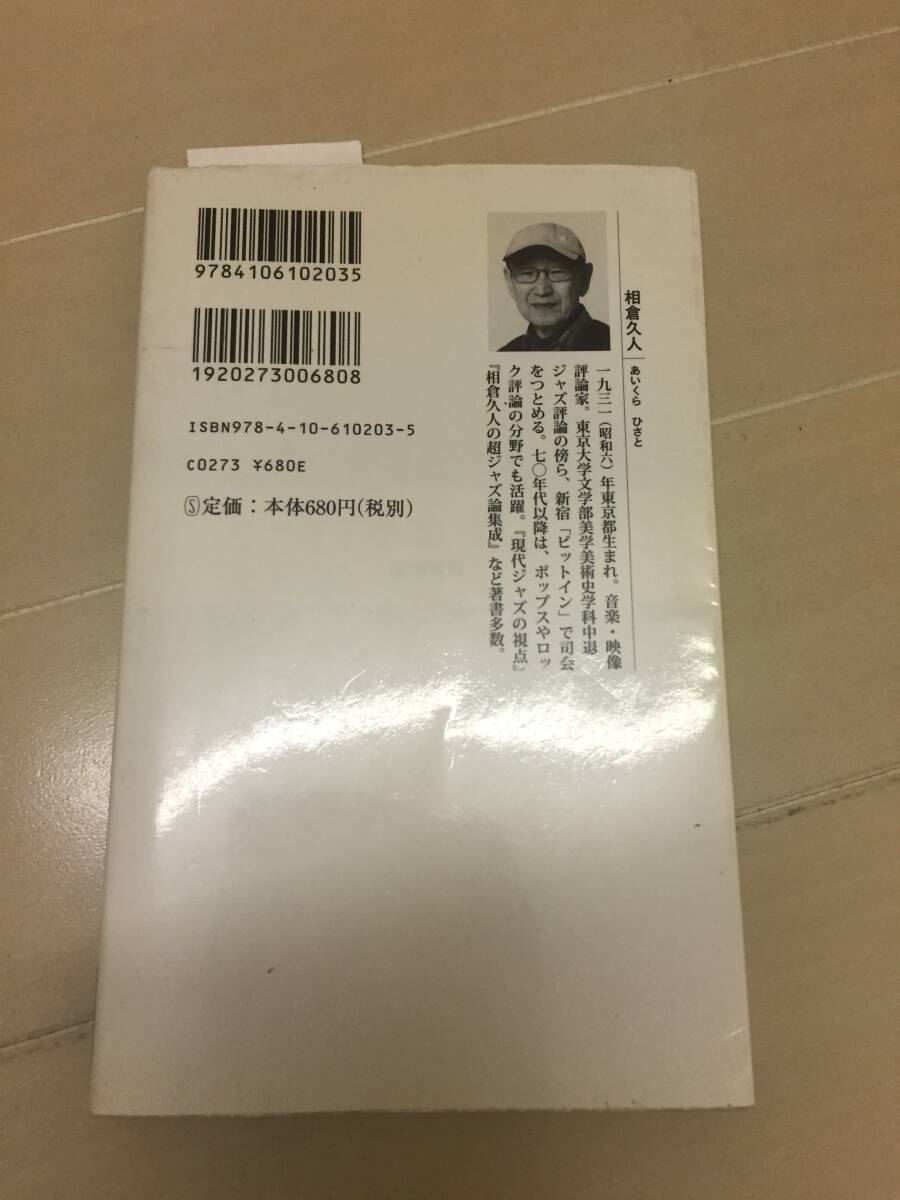 9784106102035
1920273006808
ISBN978-4-10-610203-5
C0273 ¥680E
Ⓢ定価：本体680円(税別)
相倉久人 あいくら ひさと
一九三一（昭和六）年東京都生まれ。音楽・映像
評論家。東京大学文学部美学美術史学科中退。
ジャズ評論の傍ら、新宿「ピットイン」で司会
をつとめる。七〇年代以降は、ポップスやロッ
ク評論の分野でも活躍。『現代ジャズの視点』
『相倉久人の超ジャズ論集成』など著書多数。